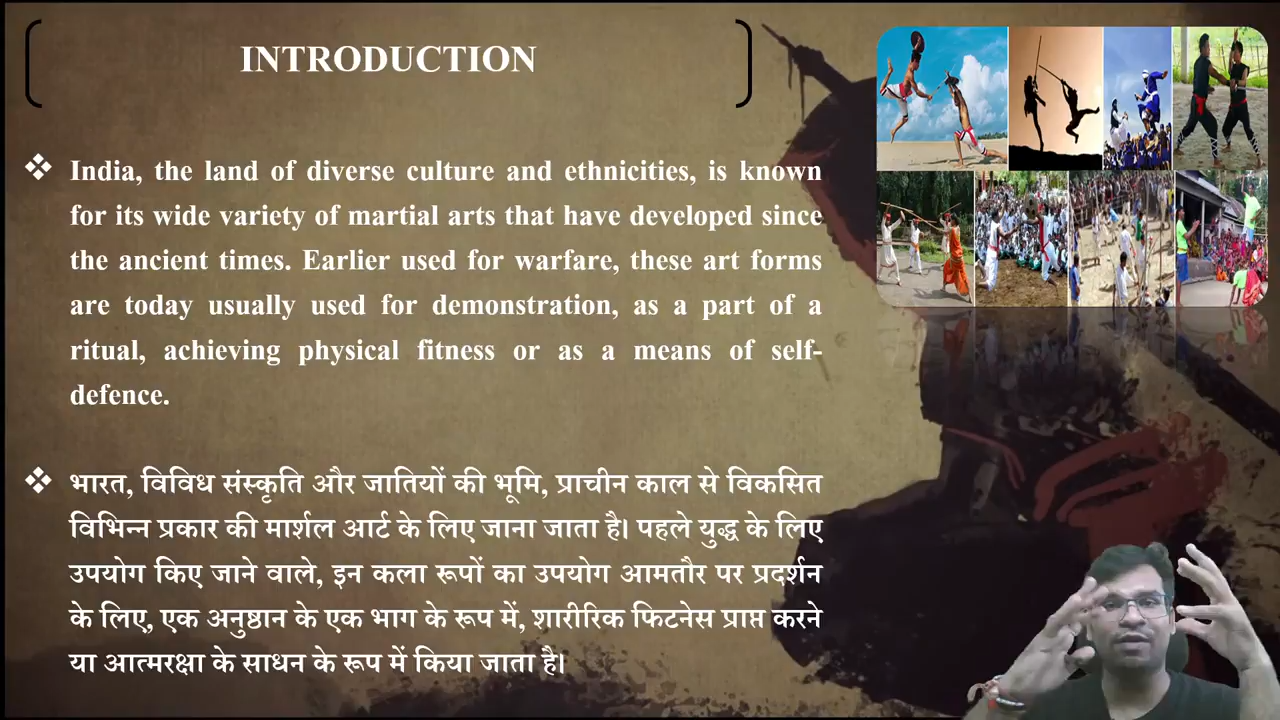 INTRODUCTION
India, the land of diverse culture and ethnicities, is known
for its wide variety of martial arts that have developed since
the ancient times. Earlier used for warfare, these art forms
are today usually used for demonstration, as a part of a
ritual, achieving physical fitness or as a means of self-
defence.
भारत, विविध संस्कृति और जातियों की भूमि, प्राचीन काल से विकसित
विभिन्न प्रकार की मार्शल आर्ट के लिए जाना जाता है। पहले युद्ध के लिए
उपयोग किए जाने वाले, इन कला रूपों का उपयोग आमतौर पर प्रदर्शन
के लिए, एक अनुष्ठान के एक भाग के रूप में, शारीरिक फिटनेस प्राप्त करने
या आत्मरक्षा के साधन के रूप में किया जाता है।